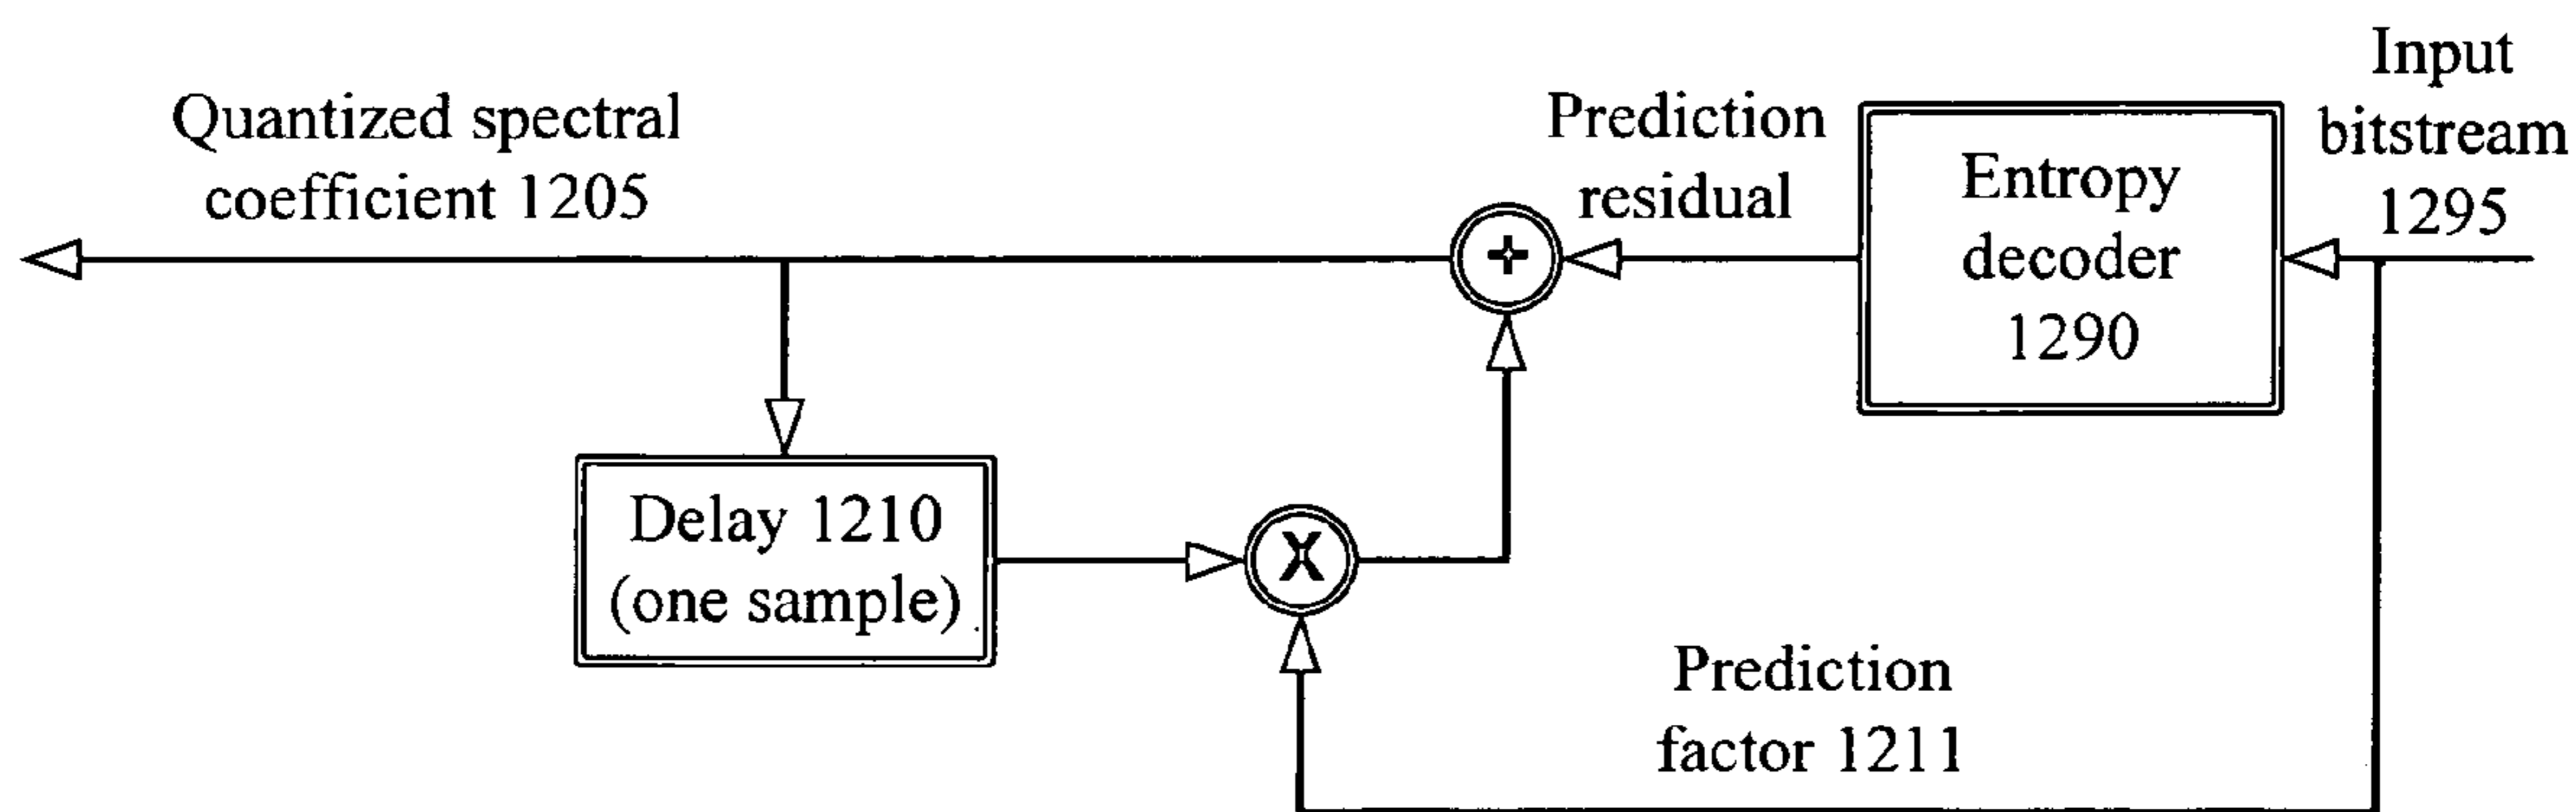 Quantized spectral
coefficient 1205
Prediction
residual
Entropy
decoder
1290
Input
bitstream
1295
+
Delay 1210
(one sample)
X
Prediction
factor 1211